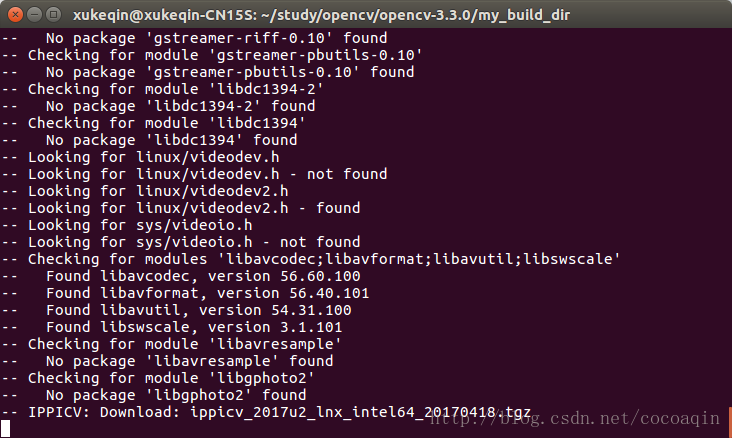 xukeqin@xukeqin-CN15S: ~/study/opencv/opencv-3.3.0/my_build_dir
--   No package 'gstreamer-riff-0.10' found
-- Checking for module 'gstreamer-pbutils-0.10'
--   No package 'gstreamer-pbutils-0.10' found
-- Checking for module 'libdc1394-2'
--   No package 'libdc1394-2' found
-- Checking for module 'libdc1394'
--   No package 'libdc1394' found
-- Looking for linux/videodev.h
-- Looking for linux/videodev.h - not found
-- Looking for linux/videodev2.h
-- Looking for linux/videodev2.h - found
-- Looking for sys/videoio.h
-- Looking for sys/videoio.h - not found
-- Checking for modules 'libavcodec;libavformat;libavutil;libswscale'
--   Found libavcodec, version 56.60.100
--   Found libavformat, version 56.40.101
--   Found libavutil, version 54.31.100
--   Found libswscale, version 3.1.101
-- Checking for module 'libavresample'
--   No package 'libavresample' found
-- Checking for module 'libgphoto2'
--   No package 'libgphoto2' found
-- IPPICV: Download: ippicv_2017u2_lnx_intel64_20170418.tgz
http://blog.csdn.net/cocoaqin